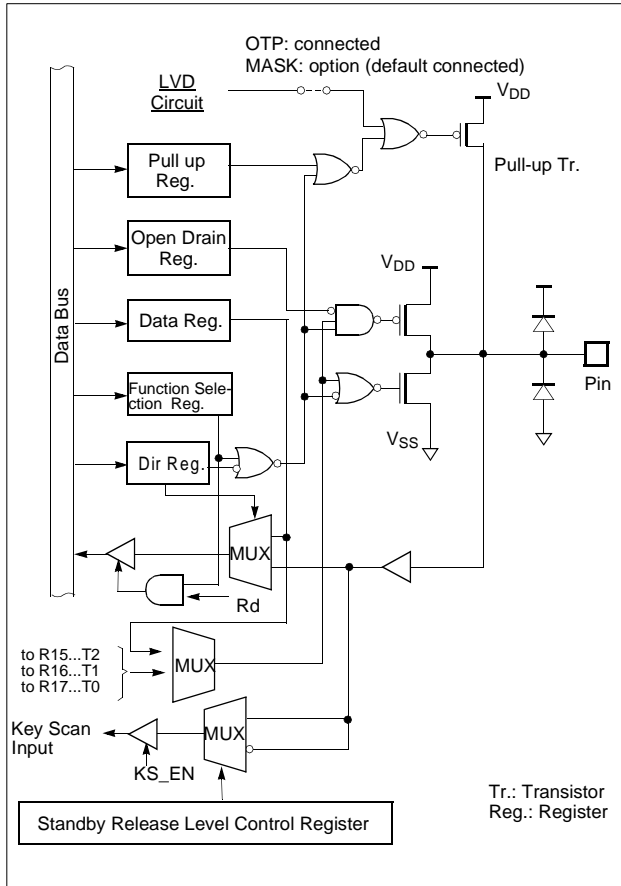 OTP: connected
MASK: option (default connected)
LVD
Circuit
VDD
Pull up
Reg.
Pull-up Tr.
Open Drain
Reg.
VDD
Data Reg.
Data Bus
Function Sele-
ction Reg.
Pin
VSS
Dir Reg.
MUX
Rd
to R15...T2
to R16...T1
to R17...T0
MUX
Key Scan
Input
MUX
KS_EN
Tr.: Transistor
Reg.: Register
Standby Release Level Control Register